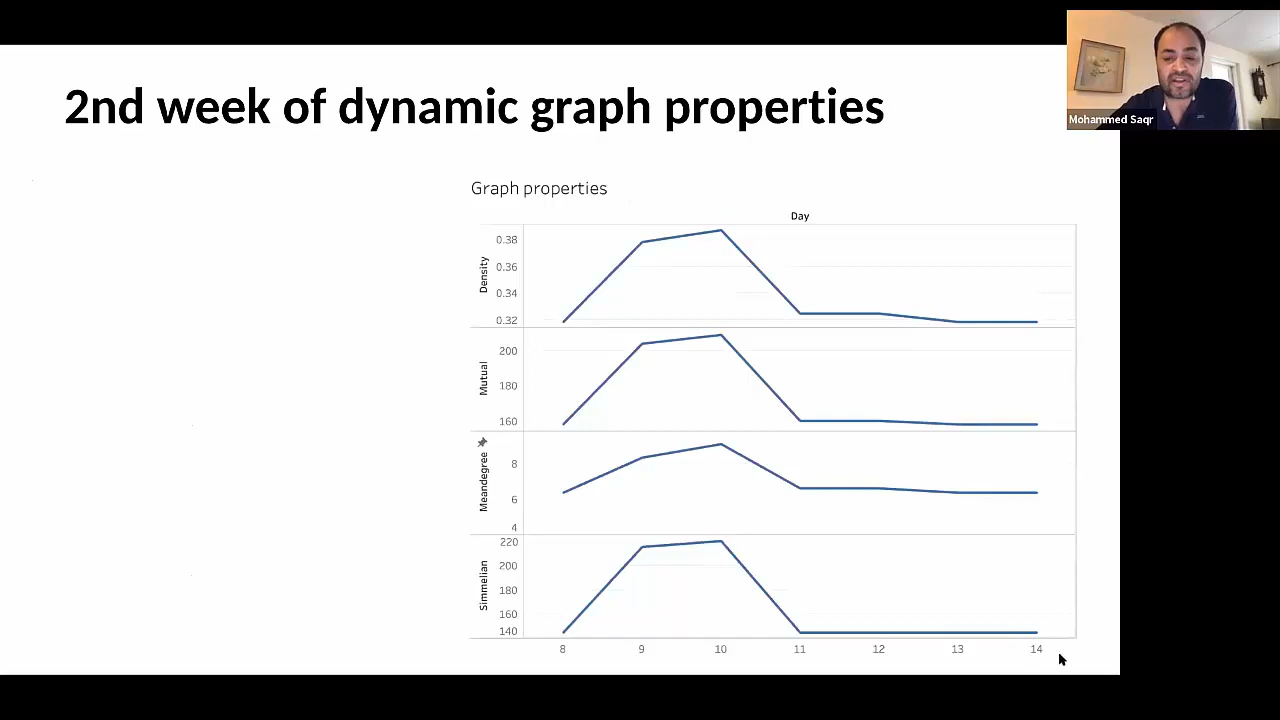 2nd week of dynamic graph properties
Mohammed Saqr
Graph properties
Day
Density
0.38
0.36
0.34
0.32
Mutual
200
180
160
Meandegree
8
6
4
Simmelian
220
200
180
160
140
8 9 10 11 12 13 14